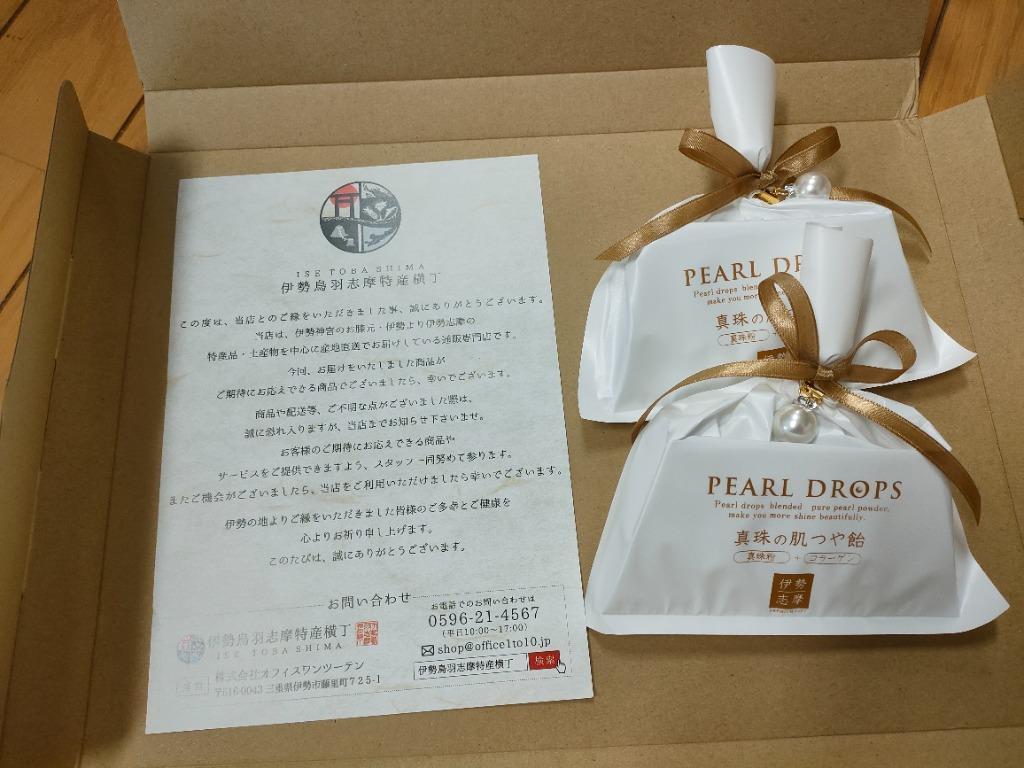 ISE TOBA SHIMA
伊勢鳥羽志摩特産横丁
この度は、当店とのご縁をいただきました事、誠にありがとうございます。
当店は、伊勢神宮のお膝元・伊勢より伊勢志摩の
特産品・土産物を中心に産地直送でお届けしている通販専門店です。
今回、お届けをいたしました商品が
ご期待にお応えできる商品でございましたら、幸いでございます。
商品や配送等、ご不明な点がございました際は、
誠に恐れ入りますが、当店までお知らせ下さいませ。
お客様のご期待にお応えできる商品や
サービスをご提供できますよう、スタッフ一同努めて参ります。
またご機会がございましたら、当店をご利用いただけましたら幸いでございます。
伊勢の地よりご縁をいただきました皆様のご多幸とご健康を
心よりお祈り申し上げます。
このたびは、誠にありがとうございます。
お問い合わせ
伊勢鳥羽志摩特産横丁
ISE TOBA SHIMA
株式会社オフィスワンツーテン
〒516-0043 三重県伊勢市藤里町725-1
お電話でのお問い合わせは
0596-21-4567
(平日10:00~17:00)
shop@office1to10.jp
伊勢鳥羽志摩特産横丁 検索
PEARL DR
Pearl drops blen
make you mor
真珠の
真珠粉
PEARL DROPS
Pearl drops blended pure pearl powder,
make you more shine beautifully.
真珠の肌つや飴
真珠粉 + コラーゲン
伊勢
志摩